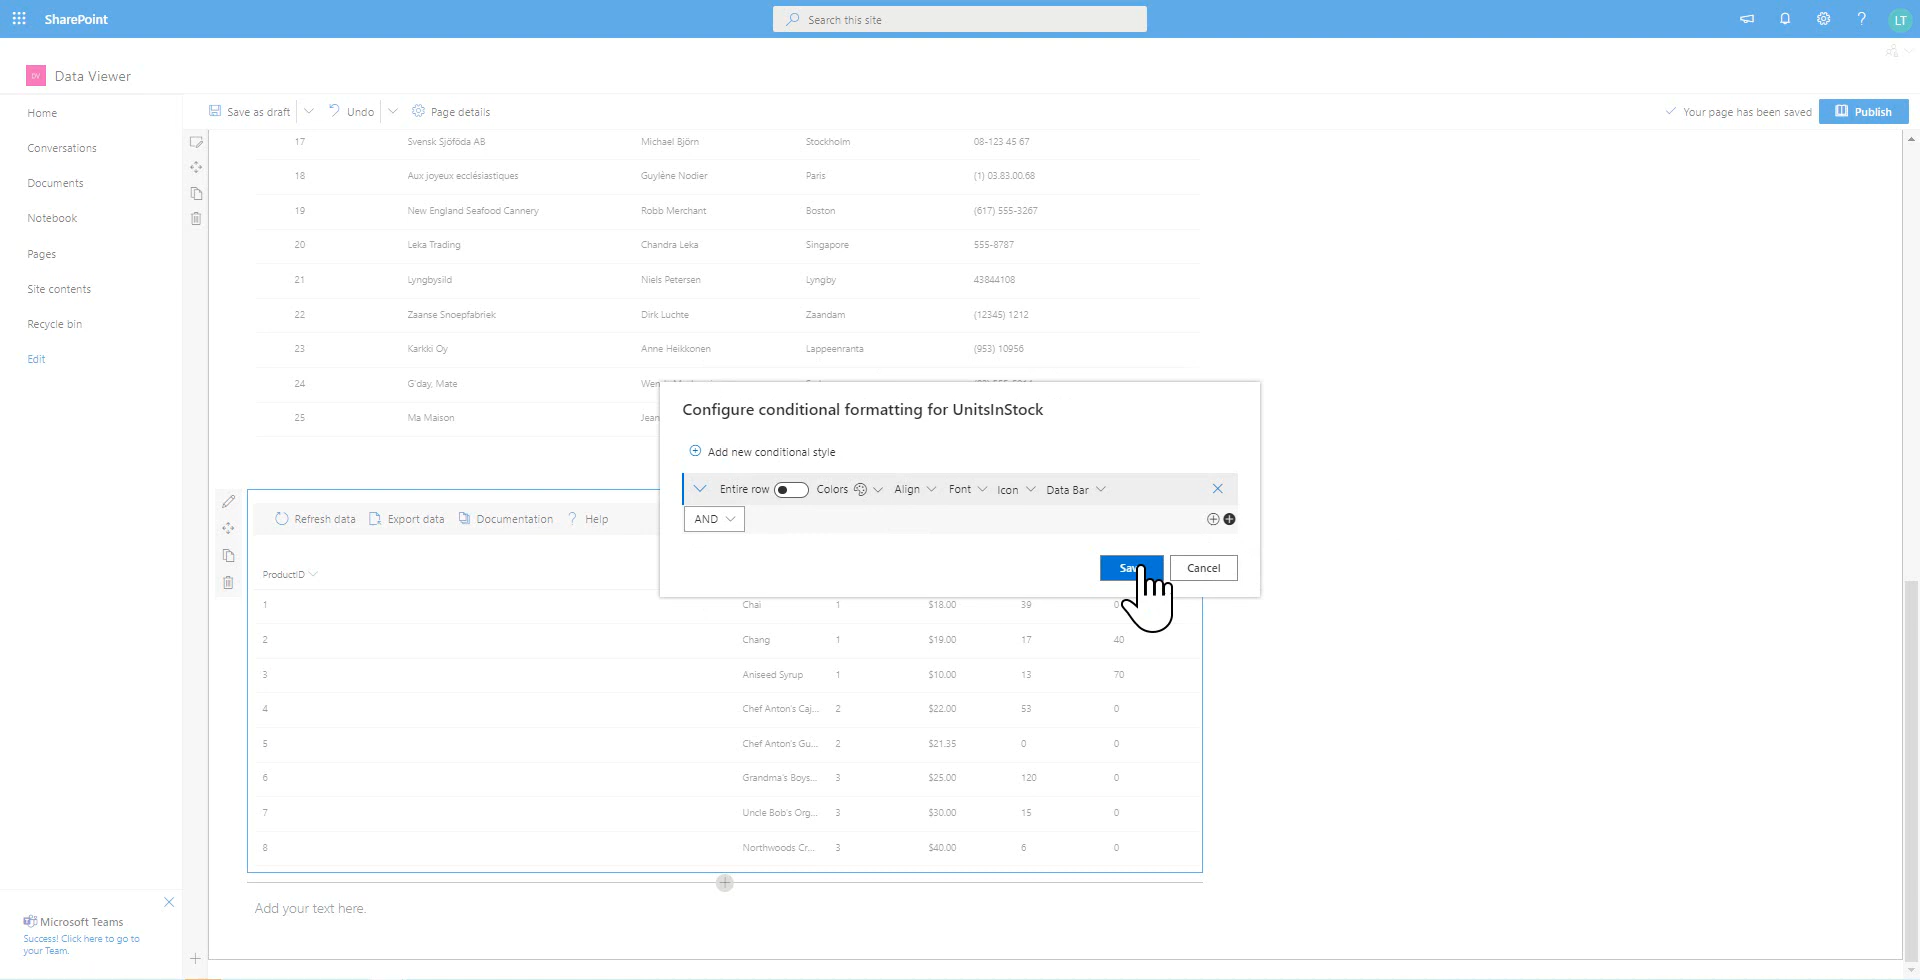 SharePoint
Search this site
LT
DV Data Viewer
Home
Conversations
Documents
Notebook
Pages
Site contents
Recycle bin
Edit
Save as draft Undo Page details
Your page has been saved Publish
17 Svensk Sjöföda AB Michael Björn Stockholm 08-123 45 67
18 Aux joyeux ecclésiastiques Guylène Nodier Paris (1) 03.83.00.68
19 New England Seafood Cannery Robb Merchant Boston (617) 555-3267
20 Leka Trading Chandra Leka Singapore 555-8787
21 Lyngbysild Niels Petersen Lyngby 43844108
22 Zaanse Snoepfabriek Dirk Luchte Zaandam (12345) 1212
23 Karkki Oy Anne Heikkonen Lappeenranta (953) 10956
24 G'day, Mate
25 Ma Maison Jean
Configure conditional formatting for UnitsInStock
Add new conditional style
Entire row Colors Align Font Icon Data Bar
AND
Cancel
Refresh data Export data Documentation ? Help
ProductID
1 Chai 1 $18.00 39 0
2 Chang 1 $19.00 17 40
3 Aniseed Syrup 1 $10.00 13 70
4 Chef Anton's Caj... 2 $22.00 53 0
5 Chef Anton's Gu... 2 $21.35 0 0
6 Grandma's Boys... 3 $25.00 120 0
7 Uncle Bob's Org... 3 $30.00 15 0
8 Northwoods Cr... 3 $40.00 6 0
Add your text here.
Microsoft Teams
Success! Click here to go to
your Team.